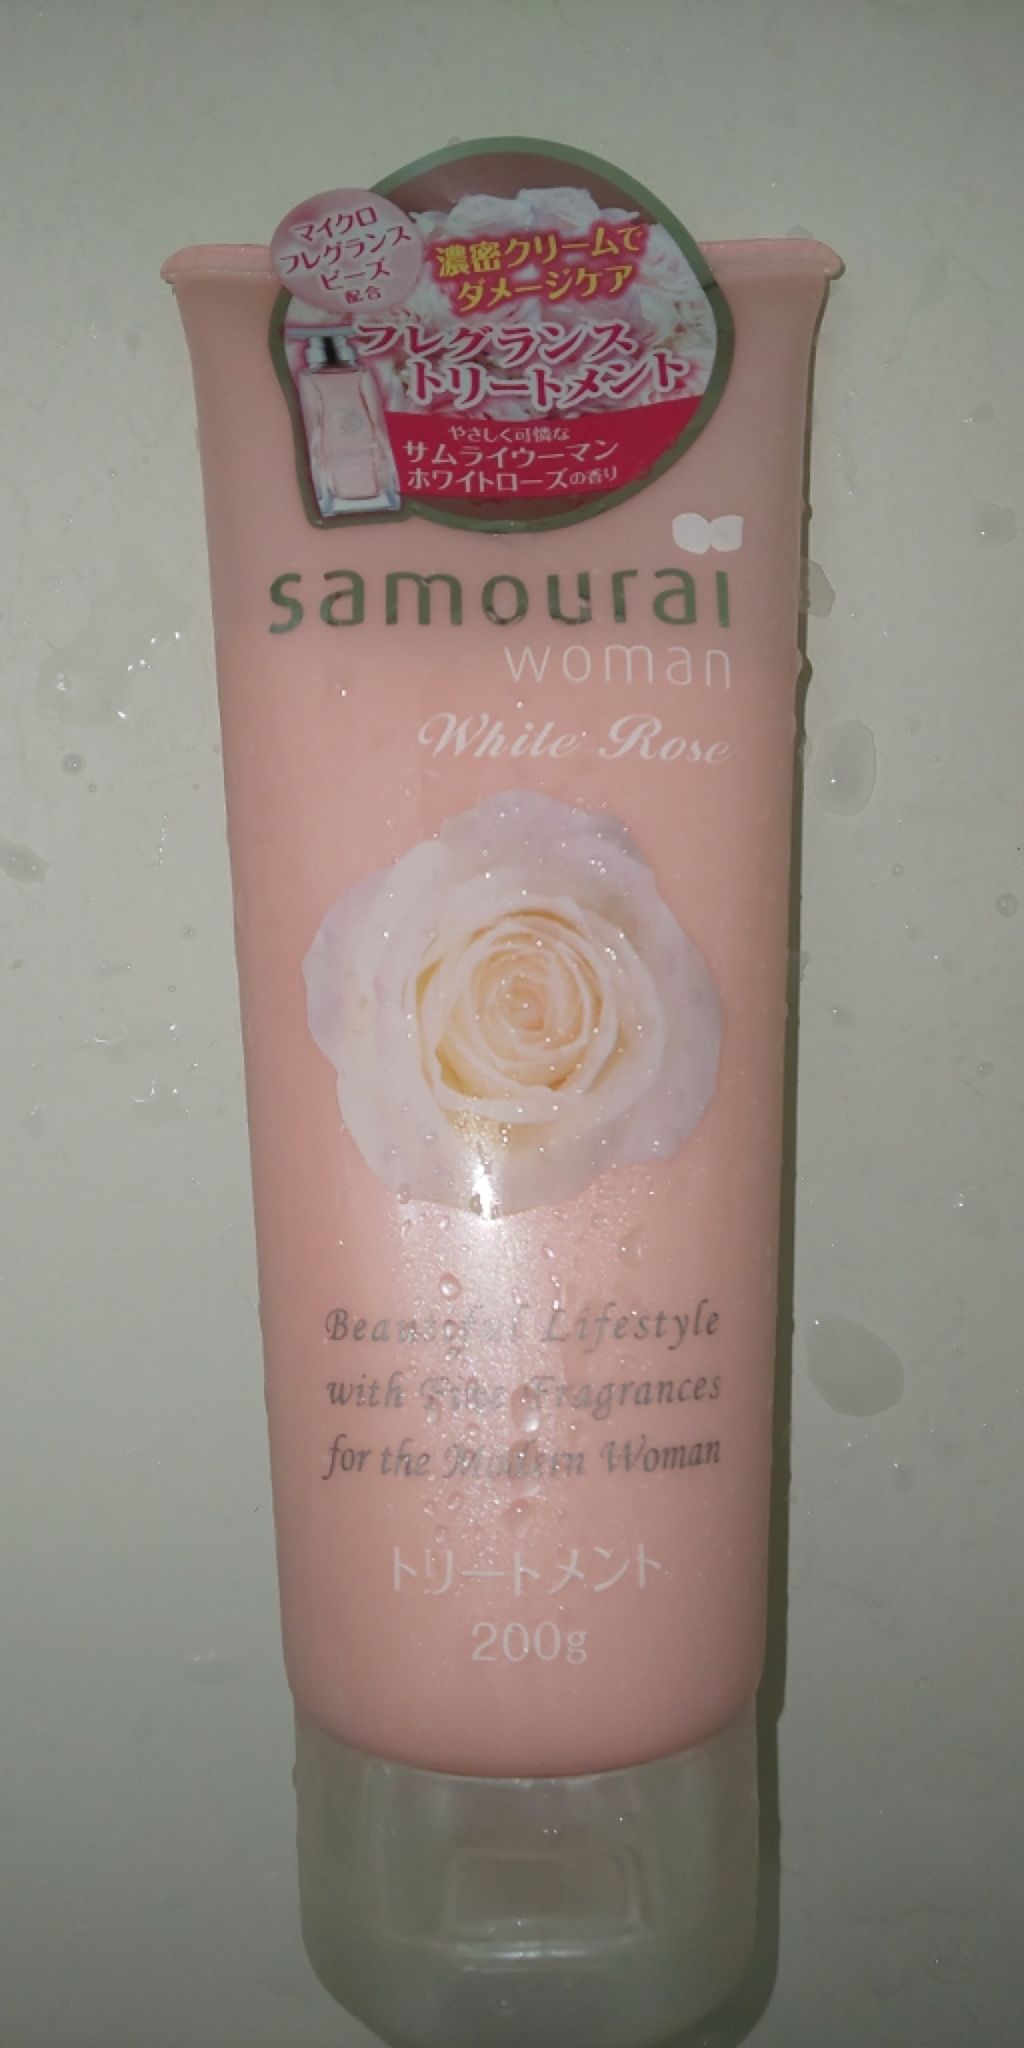 マイクロ
フレグランス
ビーズ
配合
濃密クリームで
ダメージケア
フレグランス
トリートメント
やさしく可憐な
サムライウーマン
ホワイトローズの香り
samourai
woman
White Rose
Beautiful Lifestyle
with Fine Fragrances
for the Modern Woman
トリートメント
200g